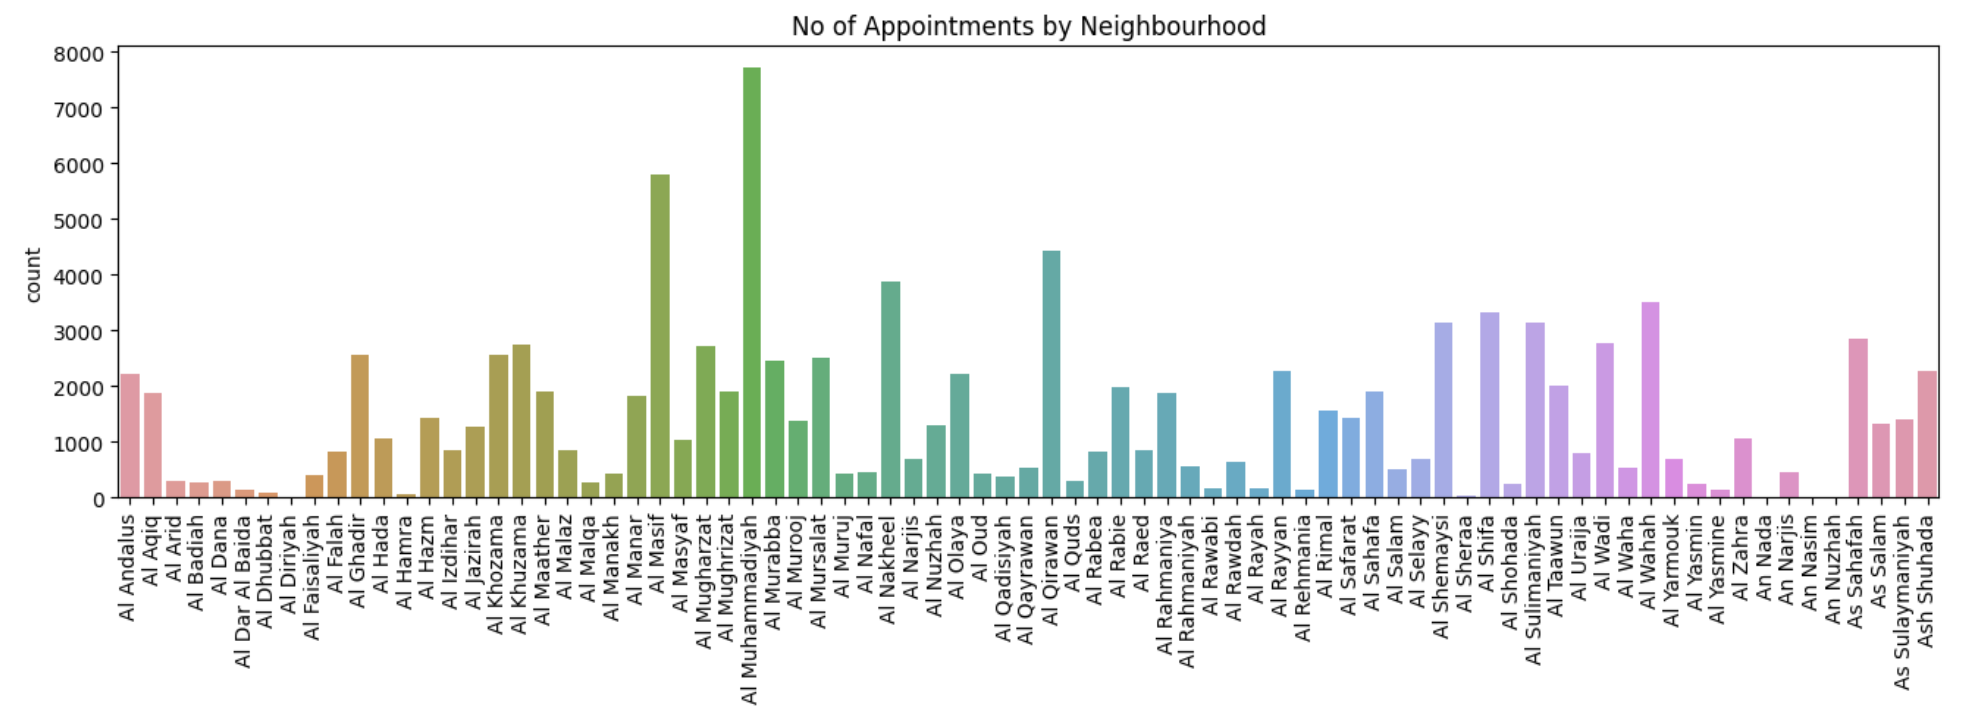 No of Appointments by Neighbourhood
8000
7000
6000
5000
4000
3000
2000
1000
0
count
Al Andalus
Al Aqiq
Al Arid
Al Badiah
Al Dana
Al Dar Al Baida
Al Dhubbat
Al Diriyah
Al Faisaliyah
Al Falah
Al Ghadir
Al Hada
Al Hamra
Al Hazm
Al Izdihar
Al Jazirah
Al Khozama
Al Khuzama
Al Maather
Al Malaz
Al Malqa
Al Manakh
Al Manar
Al Masif
Al Masyaf
Al Mugharzat
Al Mughrizat
Al Muhammadiyah
Al Murabba
Al Murooj
Al Mursalat
Al Muruj
Al Nafal
Al Nakheel
Al Narjis
Al Nuzhah
Al Olaya
Al Oud
Al Qadisiyah
Al Qayrawan
Al Qirawan
Al Quds
Al Rabea
Al Rabie
Al Raed
Al Rahmaniya
Al Rahmaniyah
Al Rawabi
Al Rawdah
Al Rayah
Al Rayyan
Al Rehmania
Al Rimal
Al Safarat
Al Sahafa
Al Salam
Al Selayy
Al Shemaysi
Al Sheraa
Al Shifa
Al Shohada
Al Sulimaniyah
Al Taawun
Al Uraija
Al Wadi
Al Waha
Al Wahah
Al Yarmouk
Al Yasmin
Al Yasmine
Al Zahra
An Nada
An Narjis
An Nasim
An Nuzhah
As Sahafah
As Salam
As Sulaymaniyah
Ash Shuhada